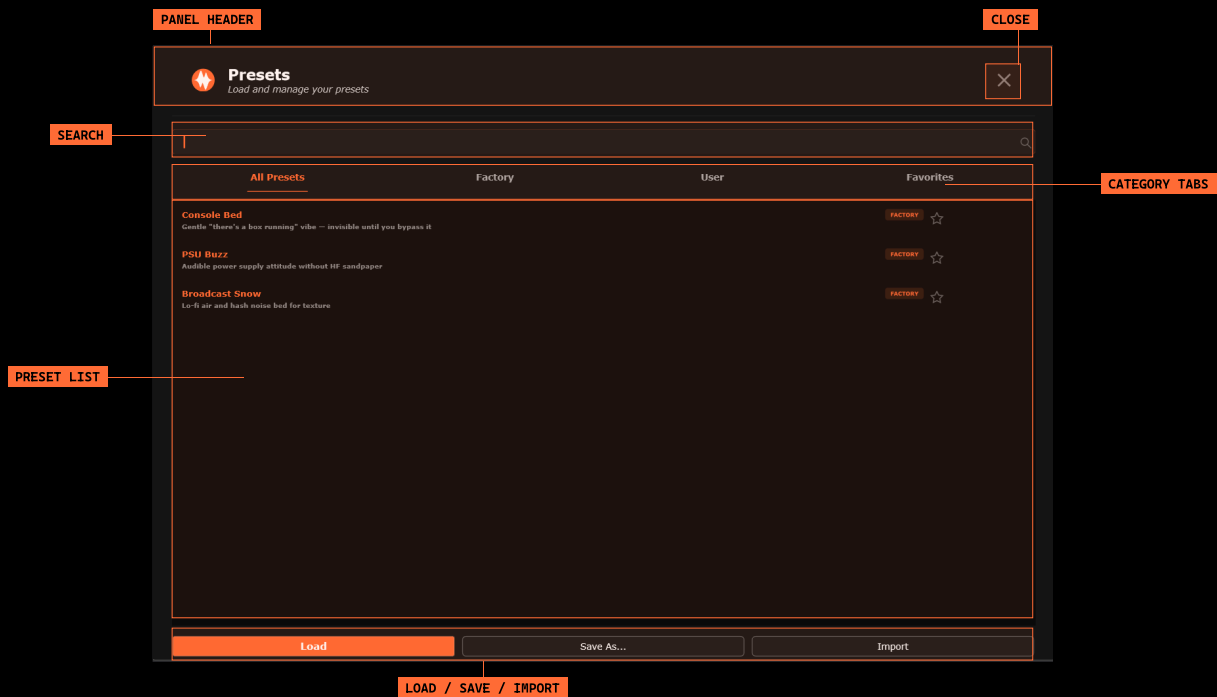 PANEL HEADER
CLOSE
Presets
Load and manage your presets
SEARCH
All Presets
Factory
User
Favorites
CATEGORY TABS
Console Bed
FACTORY
Gentle "there's a box running" vibe — invisible until you bypass it
PSU Buzz
FACTORY
Audible power supply attitude without HF sandpaper
Broadcast Snow
FACTORY
Lo-fi air and hash noise bed for texture
PRESET LIST
Load
Save As...
Import
LOAD / SAVE / IMPORT